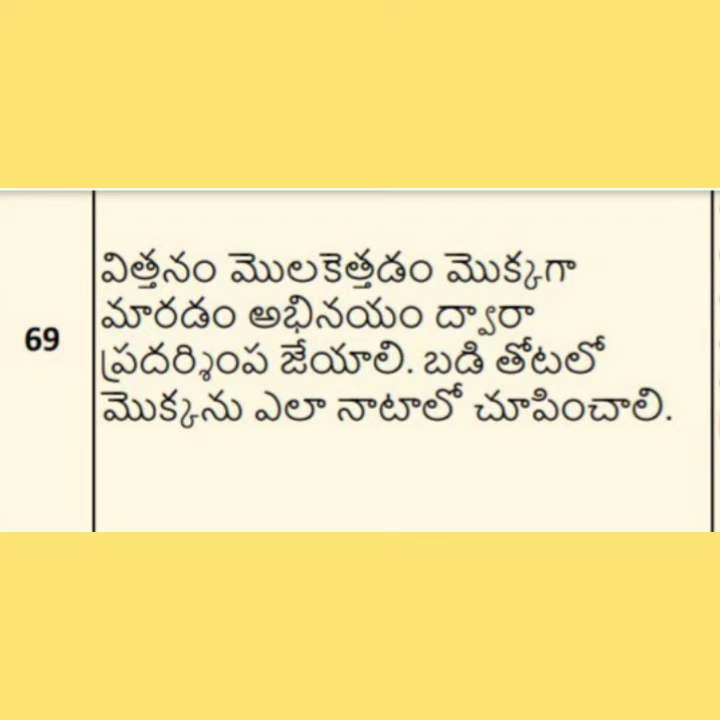 విత్తనం మొలకెత్తడం మొక్కగా
మారడం అభినయం ద్వారా
69
ప్రదర్శింప జేయాలి. బడి తోటలో
మొక్కను ఎలా నాటాలో చూపించాలి.